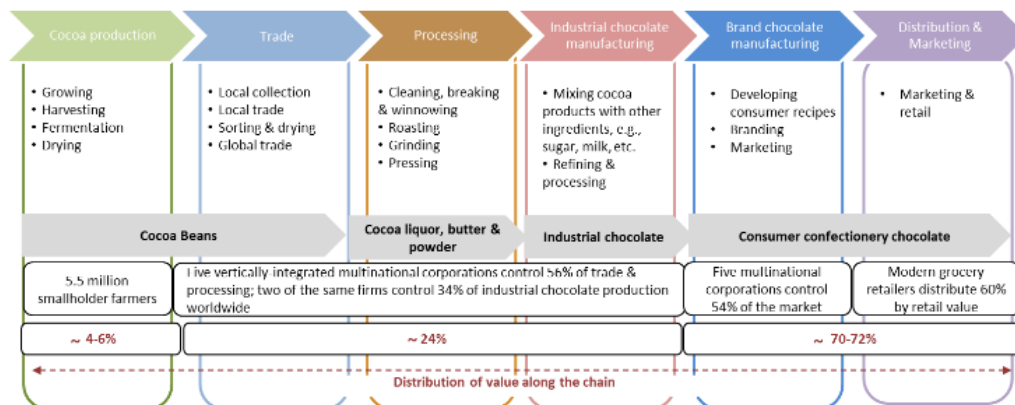 Cocoa production
Trade
Processing
Industrial chocolate
manufacturing
Brand chocolate
manufacturing
Distribution &
Marketing
• Growing
• Harvesting
• Fermentation
• Drying
• Local collection
• Local trade
• Sorting & drying
• Global trade
• Cleaning, breaking
& winnowing
• Roasting
• Grinding
• Pressing
• Mixing cocoa
products with other
ingredients, e.g.,
sugar, milk, etc.
• Refining &
processing
• Developing
consumer recipes
• Branding
• Marketing
• Marketing &
retail
Cocoa Beans
Cocoa liquor, butter &
powder
Industrial chocolate
Consumer confectionery chocolate
5.5 million
smallholder farmers
Five vertically-integrated multinational corporations control 56% of trade &
processing; two of the same firms control 34% of industrial chocolate production
worldwide
Five multinational
corporations control
54% of the market
Modern grocery
retailers distribute 60%
by retail value
~ 4-6%
~ 24%
~ 70-72%
Distribution of value along the chain